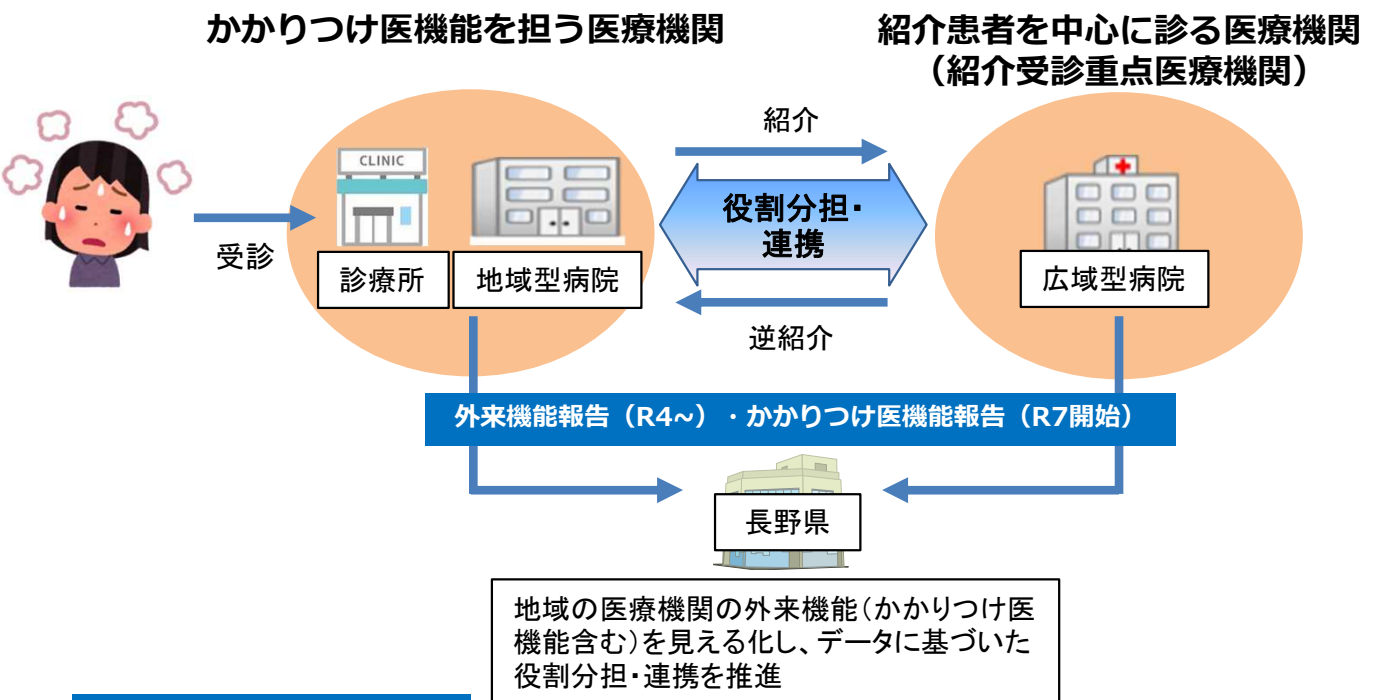 かかりつけ医機能を担う医療機関
紹介患者を中心に診る医療機関
（紹介受診重点医療機関）
紹介
CLINIC
役割分担・
連携
受診
診療所
地域型病院
広域型病院
逆紹介
外来機能報告（R4~）・かかりつけ医機能報告（R7開始）
長野県
地域の医療機関の外来機能（かかりつけ医
機能含む）を見える化し、データに基づいた
役割分担・連携を推進